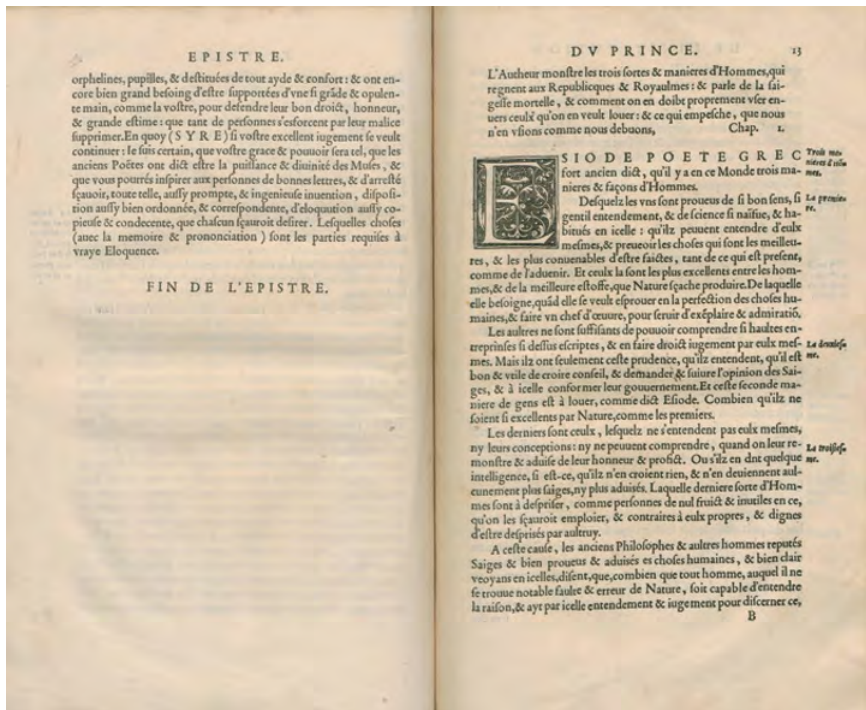 EPISTRE.
orphelines, pupilles, & deſtituées de tout ayde & confort: & ont en-
core bien grand beſoing d'eſtre ſupportées d'vne ſi grãde & opulen-
te main, comme la voſtre, pour defendre leur bon droict, honneur,
& grande eſtime: que tant de perſonnes s'eſforcent par leur malice
ſupprimer. En quoy (SYRE) ſi voſtre excellent iugement ſe veult
continuer: Ie ſuis certain, que voſtre grace & pouuoir ſera tel, que les
anciens Poëtes ont dict eſtre la puiſſance & diuinité des Muſes, &
que vous pourrés inſpirer aux perſonnes de bonnes lettres, & d'arreſté
ſçauoir, toute telle, auſſy prompte, & ingenieuſe inuention, diſpoſi-
tion auſſy bien ordonnée, & correſpondente, d'eloquution auſſy co-
pieuſe & condecente, que chaſcun ſçauroit deſirer. Leſquelles choſes
(auec la memoire & prononciation) ſont les parties requiſes à
vraye Eloquence.
FIN DE L'EPISTRE.
DV PRINCE. 13
L'Autheur monſtre les trois ſortes & manieres d'Hommes, qui
regnent aux Republicques & Royaulmes: & parle de la ſai-
geſſe mortelle, & comment on en doibt proprement vſer en-
uers ceulx qu'on en veult louer: & ce qui empeſche, que nous
n'en vſions comme nous debuons, Chap. 1.
ESIODE POETE GREC
fort ancien dict, qu'il y a en ce Monde trois ma-
nieres & façons d'Hommes.
Trois ma-
nieres d'hõ-
mes.
Deſquelz les vns ſont proueus de ſi bon ſens, ſi
gentil entendement, & de ſcience ſi naïfue, & ha-
La premie-
re.
bitués en icelle: qu'ilz peuuent entendre d'eulx
meſmes, & preueoir les choſes qui ſont les meilleu-
res, & les plus conuenables d'eſtre faictes, tant de ce qui eſt preſent,
comme de l'aduenir. Et ceulx la ſont les plus excellents entre les hom-
mes, & de la meilleure eſtoffe, que Nature ſçache produire. De laquelle
elle beſoigne, quãd elle ſe veult eſprouer en la perfection des choſes hu-
maines, & faire vn chef d'œuure, pour ſeruir d'exẽplaire & admiratiõ.
Les aultres ne ſont ſuffiſants de pouuoir comprendre ſi haultes en-
treprinſes ſi deſſus eſcriptes, & en faire droict iugement par eulx meſ-
mes. Mais ilz ont ſeulement ceſte prudence, qu'ilz entendent, qu'il eſt
La deuxieſ-
me.
bon & vtile de croire conſeil, & demander & ſuiure l'opinion des Sai-
ges, & à icelle conformer leur gouuernement. Et ceſte ſeconde ma-
niere de gens eſt à louer, comme dict Eſiode. Combien qu'ilz ne
ſoient ſi excellents par Nature, comme les premiers.
Les derniers ſont ceulx, leſquelz ne s'entendent pas eulx meſmes,
ny leurs conceptions: ny ne peuuent comprendre, quand on leur re-
monſtre & aduiſe de leur honneur & profict. Ou s'ilz en ont quelque
La troiſieſ-
me.
intelligence, ſi eſt-ce, qu'ilz n'en croient rien, & n'en deuiennent aul-
cunement plus ſaiges, ny plus aduiſés. Laquelle derniere ſorte d'Hom-
mes ſont à deſpriſer, comme perſonnes de nul fruict & inutiles en ce,
qu'on les ſçauroit emploier, & contraires à eulx propres, & dignes
d'eſtre deſpriſés par aultruy.
A ceſte cauſe, les anciens Philoſophes & aultres hommes reputés
Saiges & bien proueus & aduiſés es choſes humaines, & bien clair
veoyans en icelles, diſent, que, combien que tout homme, auquel il ne
ſe trouue notable faulte & erreur de Nature, ſoit capable d'entendre
la raiſon, & ayt par icelle entendement & iugement pour diſcerner ce,
B